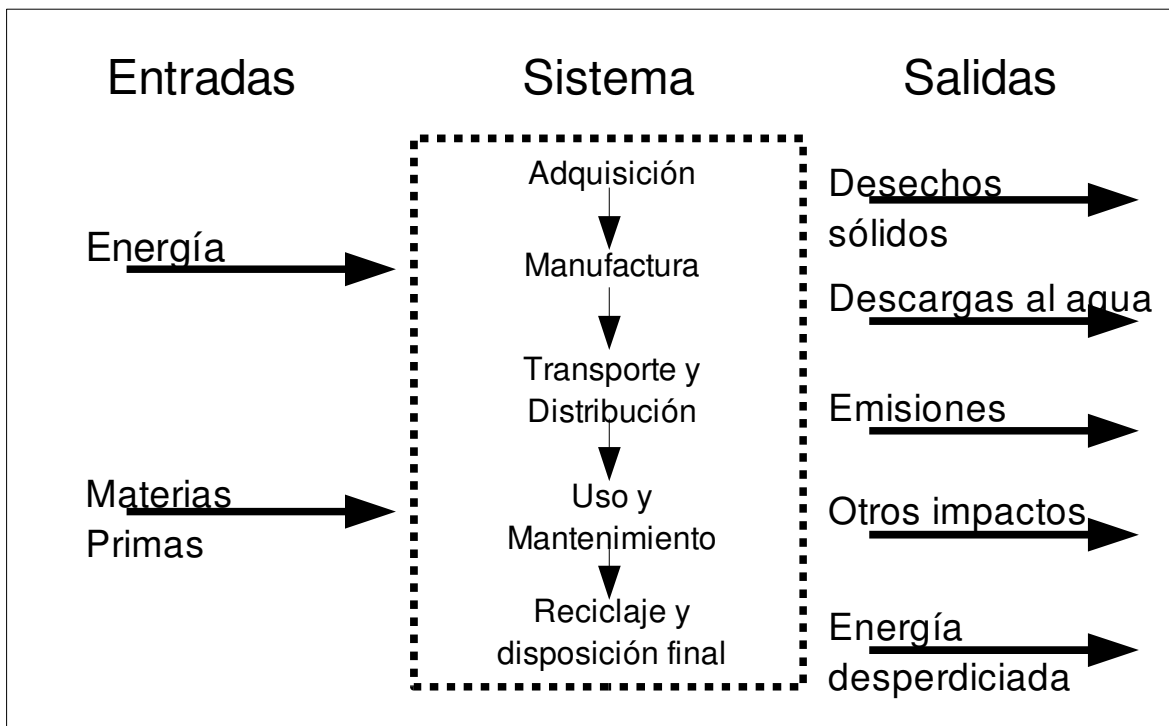 Entradas
Sistema
Salidas
Energía
Materias
Primas
Adquisición
Manufactura
Transporte y
Distribución
Uso y
Mantenimiento
Reciclaje y
disposición final
Desechos
sólidos
Descargas al agua
Emisiones
Otros impactos
Energía
desperdiciada